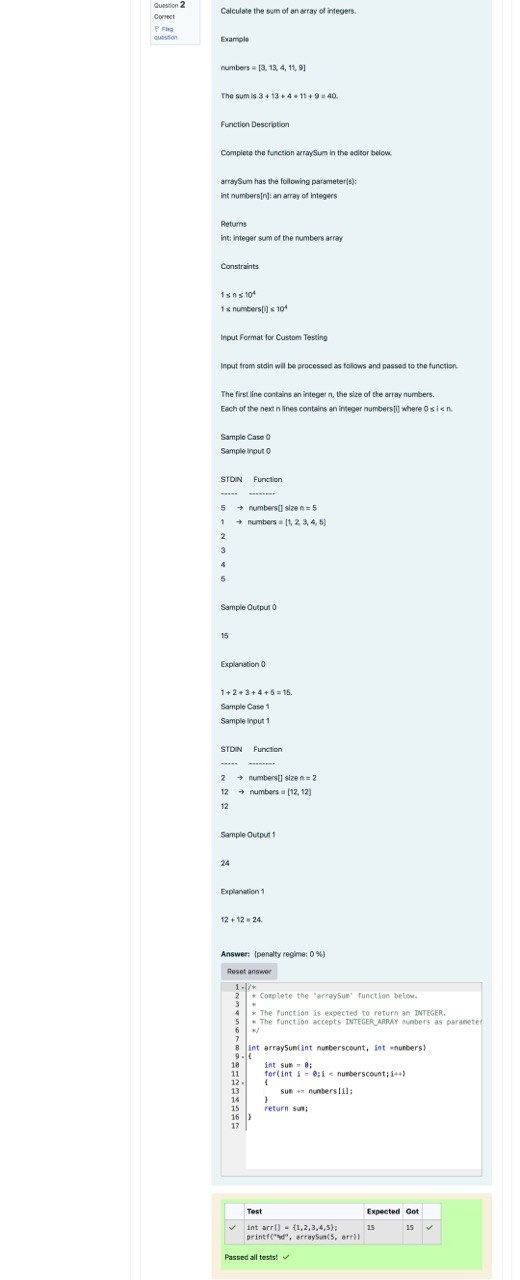 Question 2
Correct
Flag
question
Calculate the sum of an array of integers.
Example
numbers = [3, 13, 4, 11, 9]
The sum is 3 + 13 + 4 + 11 + 9 = 40.
Function Description
Complete the function arraySum in the editor below.
arraySum has the following parameter(s):
int numbers[n]: an array of integers
Returns
int: integer sum of the numbers array
Constraints
1 ≤ n ≤ 10⁴
1 ≤ numbers[i] ≤ 10⁴
Input Format for Custom Testing
Input from stdin will be processed as follows and passed to the function.
The first line contains an integer n, the size of the array numbers.
Each of the next n lines contains an integer numbers[i] where 0 ≤ i < n.
Sample Case 0
Sample Input 0
STDIN Function
----- --------
5 → numbers[] size n = 5
1 → numbers = [1, 2, 3, 4, 5]
2
3
4
5
Sample Output 0
15
Explanation 0
1 + 2 + 3 + 4 + 5 = 15.
Sample Case 1
Sample Input 1
STDIN Function
----- --------
2 → numbers[] size n = 2
12 → numbers = [12, 12]
12
Sample Output 1
24
Explanation 1
12 + 12 = 24.
Answer: (penalty regime: 0 %)
Reset answer
1 /*
2 * Complete the 'arraySum' function below.
3 *
4 * The function is expected to return an INTEGER.
5 * The function accepts INTEGER_ARRAY numbers as parameter
6 */
7
8 int arraySum(int numberscount, int *numbers)
9 {
10 int sum = 0;
11 for(int i = 0;i < numberscount;i++)
12 {
13 sum += numbers[i];
14 }
15 return sum;
16 }
17
Test Expected Got
✓ int arr[] = {1,2,3,4,5}; 15 15 ✓
printf("%d", arraySum(5, arr))
Passed all tests! ✓